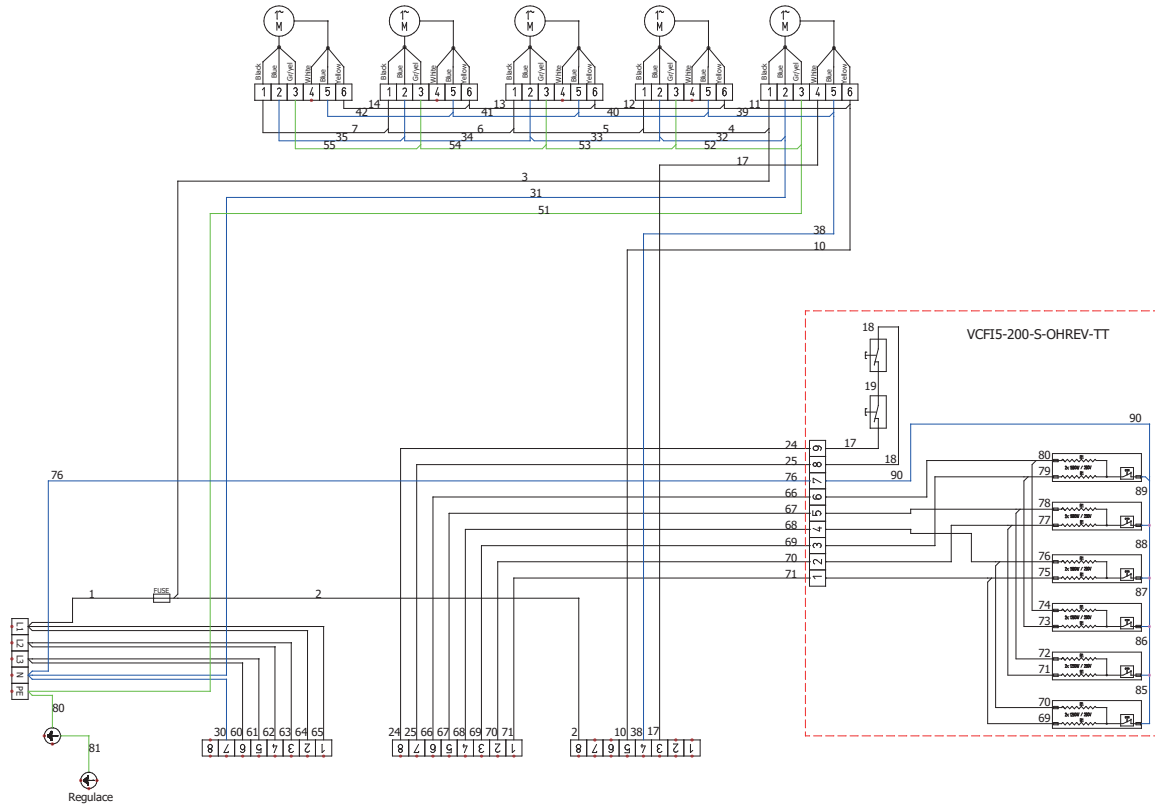 1~ 1~ 1~ 1~ 1~
M M M M M
Black Blue Gr/yel White Blue Yellow Black Blue Gr/yel White Blue Yellow Black Blue Gr/yel White Blue Yellow Black Blue Gr/yel White Blue Yellow Black Blue Gr/yel White Blue Yellow
1 2 3 4 5 6 1 2 3 4 5 6 1 2 3 4 5 6 1 2 3 4 5 6 1 2 3 4 5 6
14 13 12 11
42 41 40 39
7 6 5 4
35 34 33 32
55 54 53 52
17
3
31
51
38
10
18
VCFI5-200-S-OHREV-TT
19
90
24 9 17
25 8 18
76 76 7 90
66 6
67 5
68 4
69 3
70 2
71 1
80
79
89
78
77
88
76
75
87
74
73
86
72
71
85
70
69
1 FUSE 2
L1
L2
L3
N
PE
80
81
Regulace
30 60 61 62 63 64 65
8 7 6 5 4 3 2 1
24 25 66 67 68 69 70 71
8 7 6 5 4 3 2 1
2 10 38 17
8 7 6 5 4 3 2 1